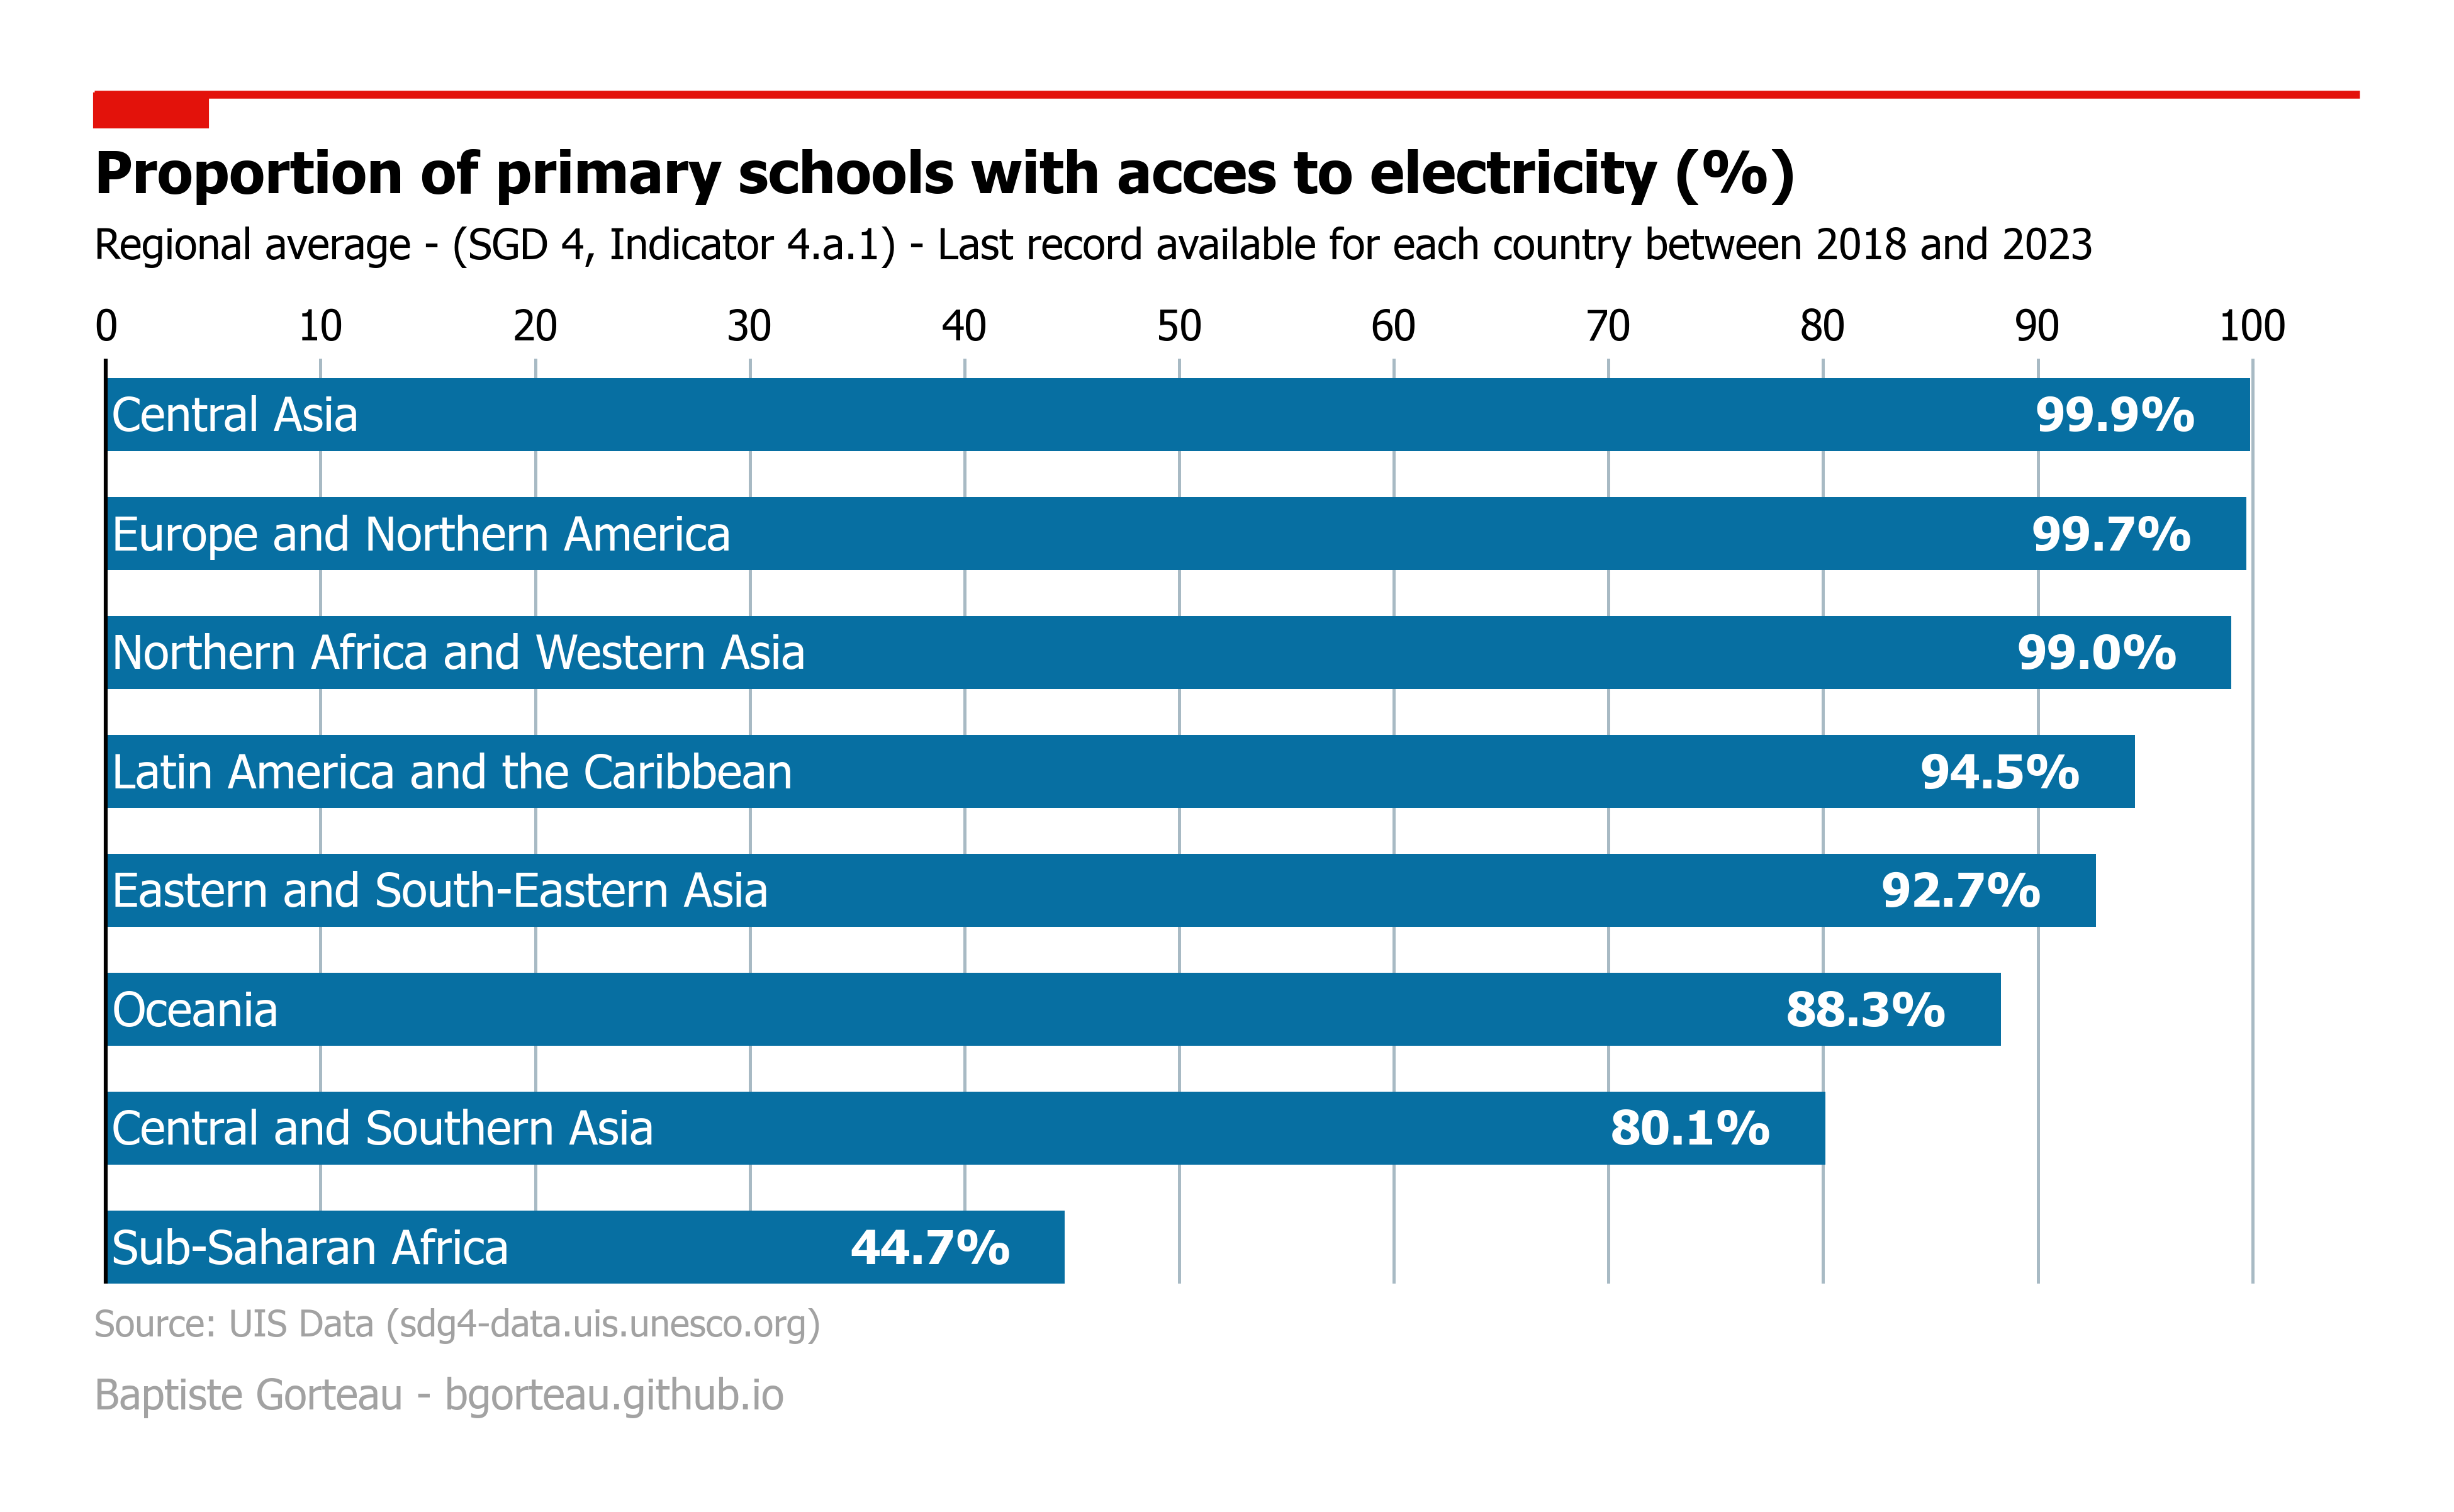 Proportion of primary schools with acces to electricity (%)
Regional average - (SGD 4, Indicator 4.a.1) - Last record available for each country between 2018 and 2023
0 10 20 30 40 50 60 70 80 90 100
Central Asia 99.9%
Europe and Northern America 99.7%
Northern Africa and Western Asia 99.0%
Latin America and the Caribbean 94.5%
Eastern and South-Eastern Asia 92.7%
Oceania 88.3%
Central and Southern Asia 80.1%
Sub-Saharan Africa 44.7%
Source: UIS Data (sdg4-data.uis.unesco.org)
Baptiste Gorteau - bgorteau.github.io